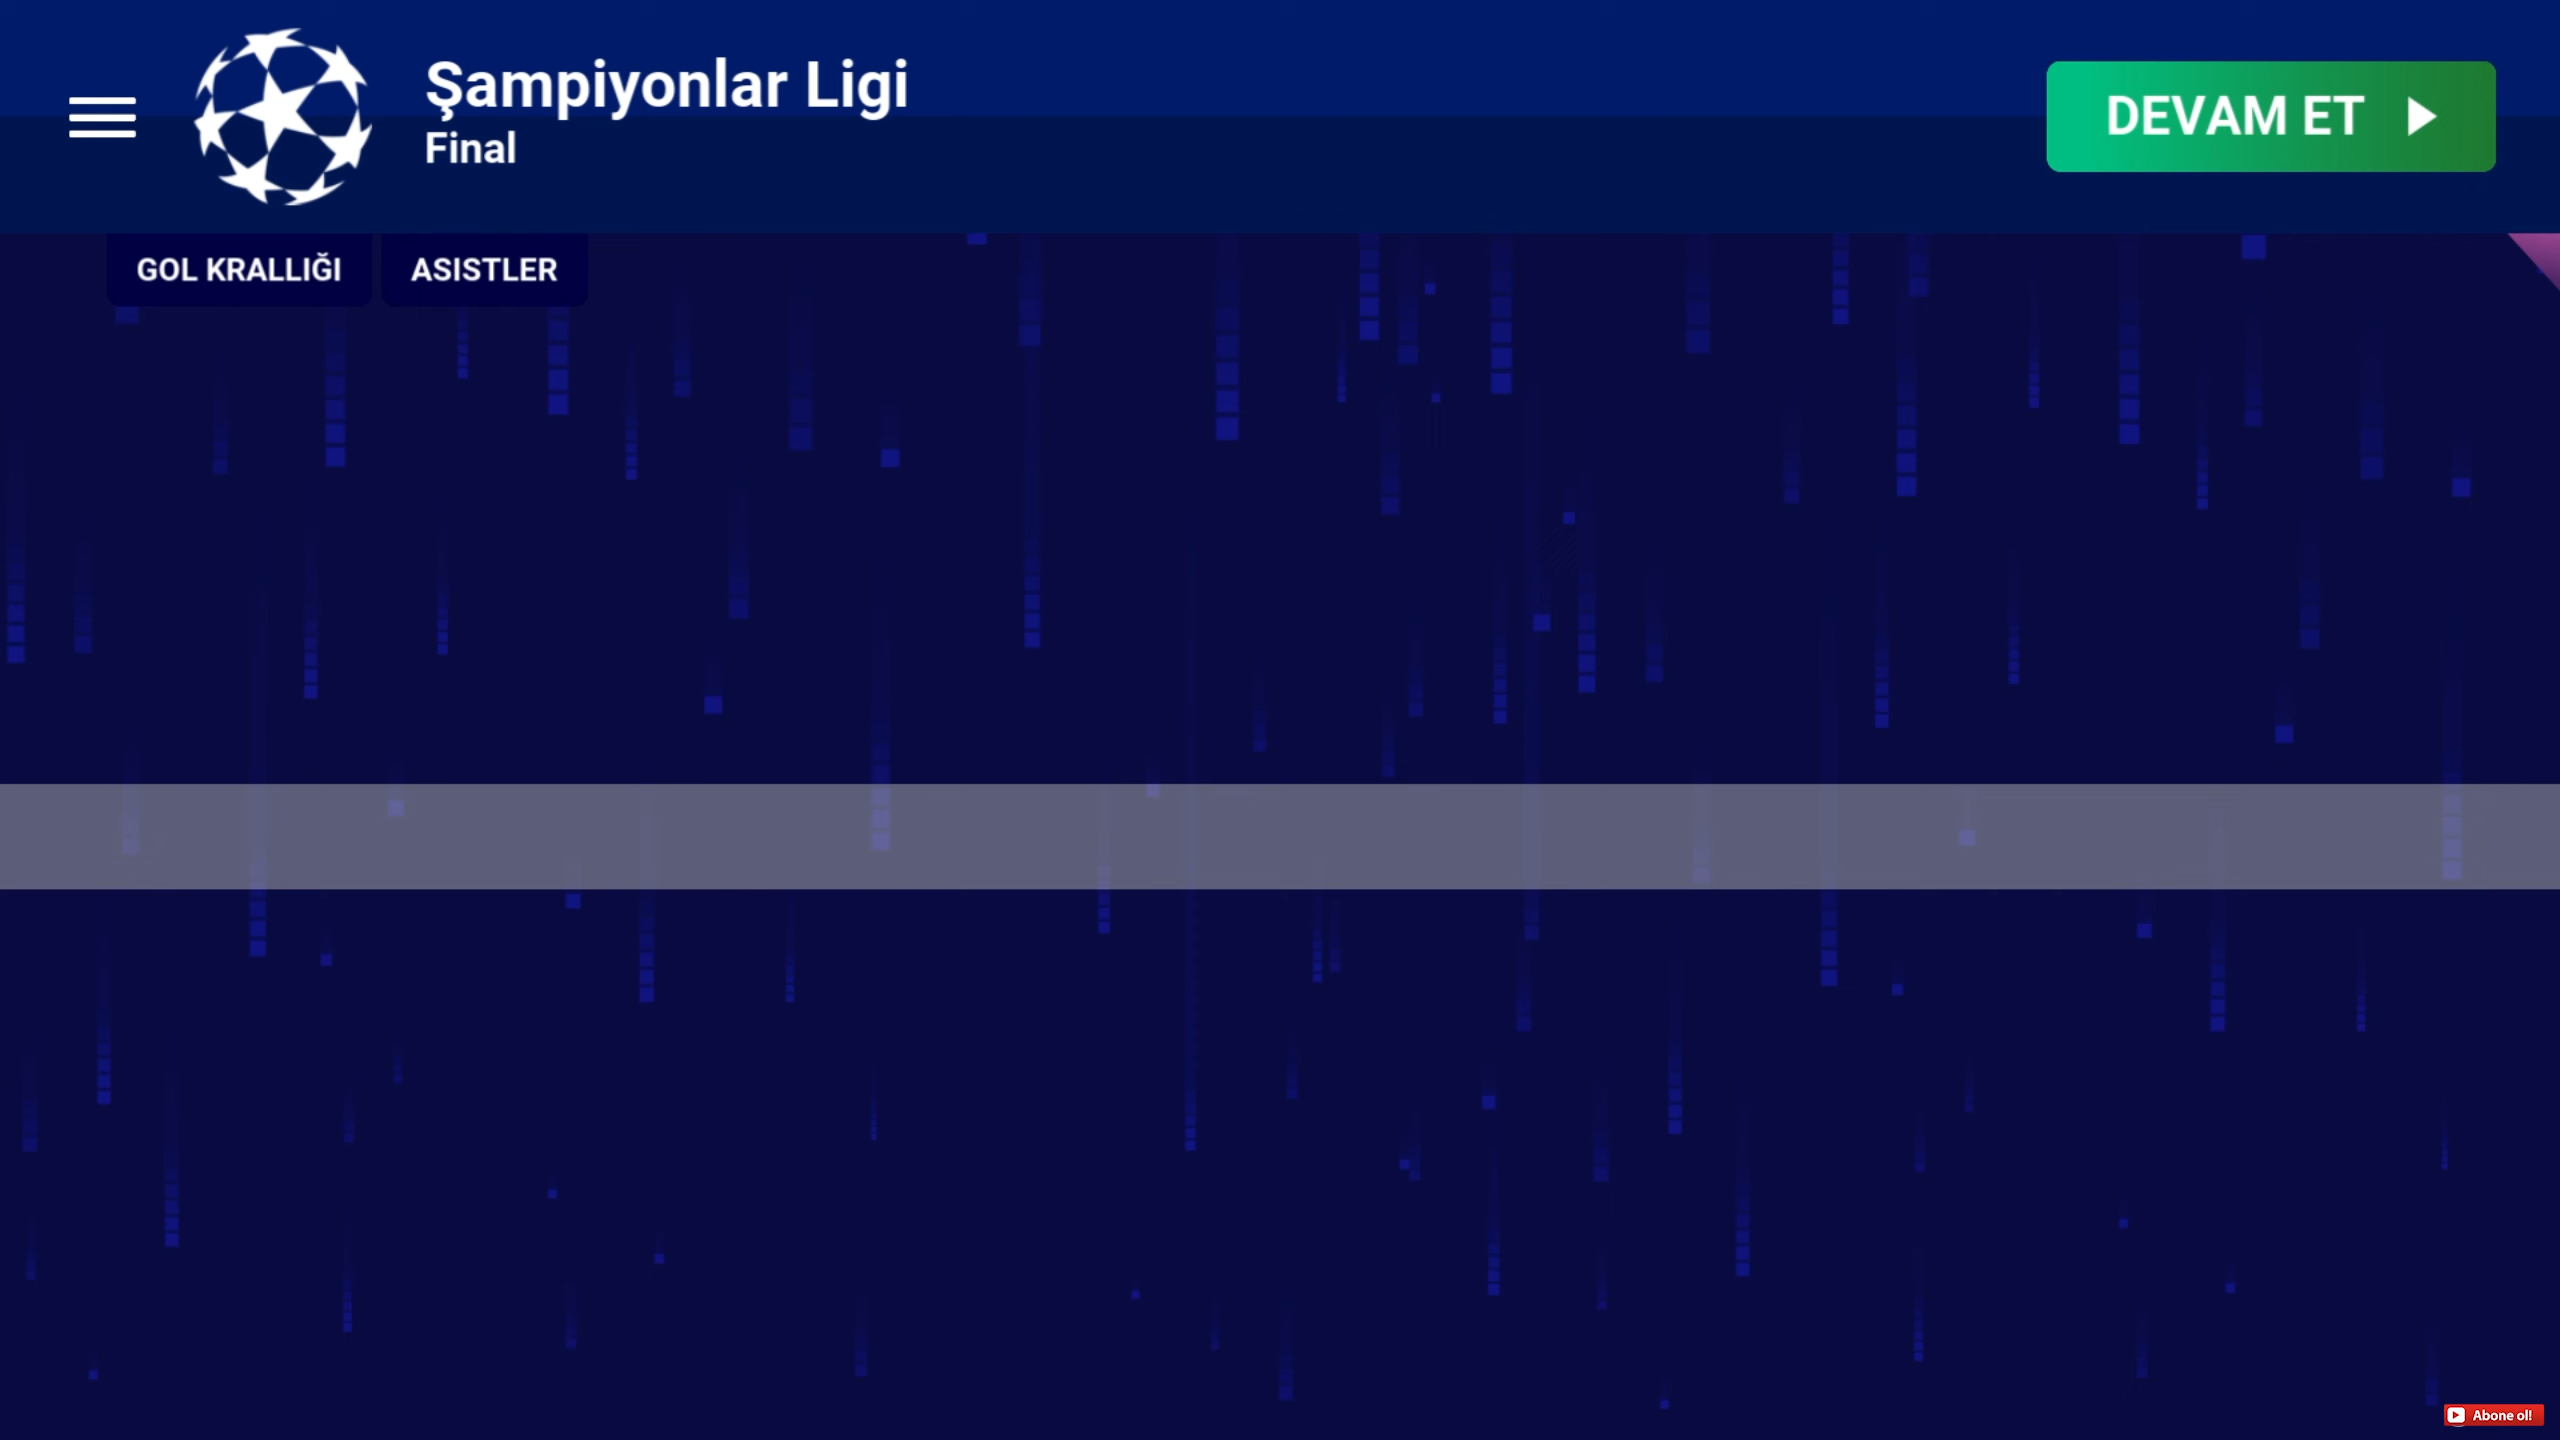 Şampiyonlar Ligi
Final
DEVAM ET
GOL KRALLIĞI
ASISTLER
Abone ol!